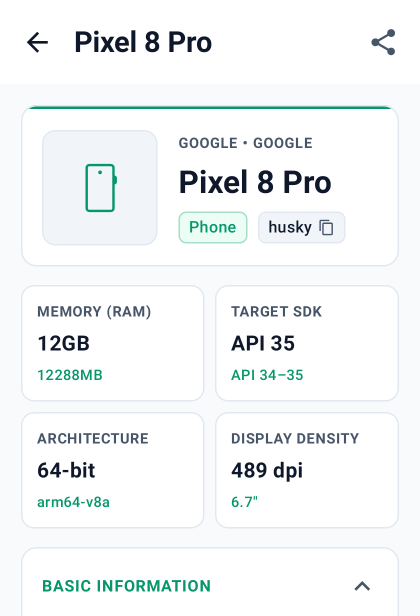 Pixel 8 Pro
GOOGLE • GOOGLE
Pixel 8 Pro
Phone
husky
MEMORY (RAM)
12GB
12288MB
TARGET SDK
API 35
API 34–35
ARCHITECTURE
64-bit
arm64-v8a
DISPLAY DENSITY
489 dpi
6.7"
BASIC INFORMATION